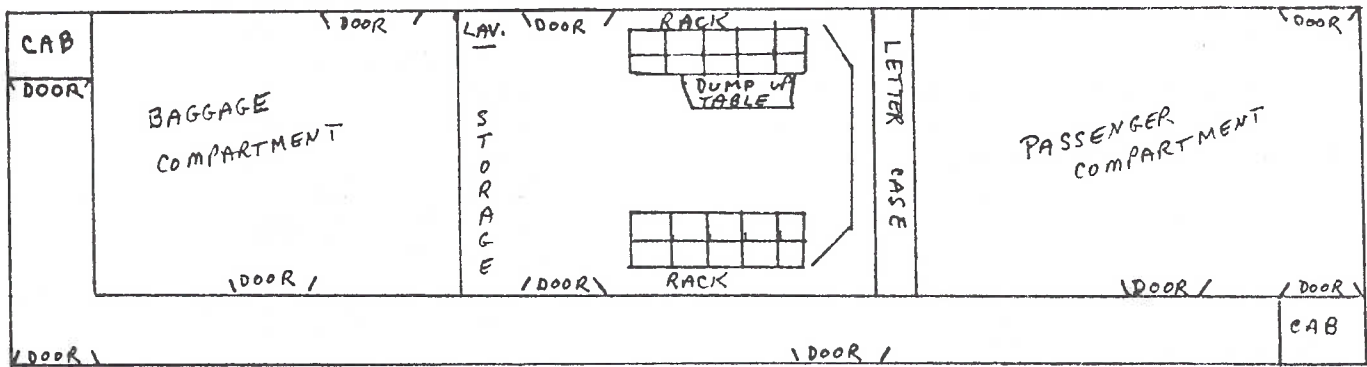 CAB
DOOR
DOOR
BAGGAGE
COMPARTMENT
DOOR
LAV.
DOOR
STORAGE
DOOR
RACK
DUMP UP
TABLE
RACK
LETTER CASE
DOOR
PASSENGER
COMPARTMENT
DOOR
DOOR
CAB
DOOR
DOOR